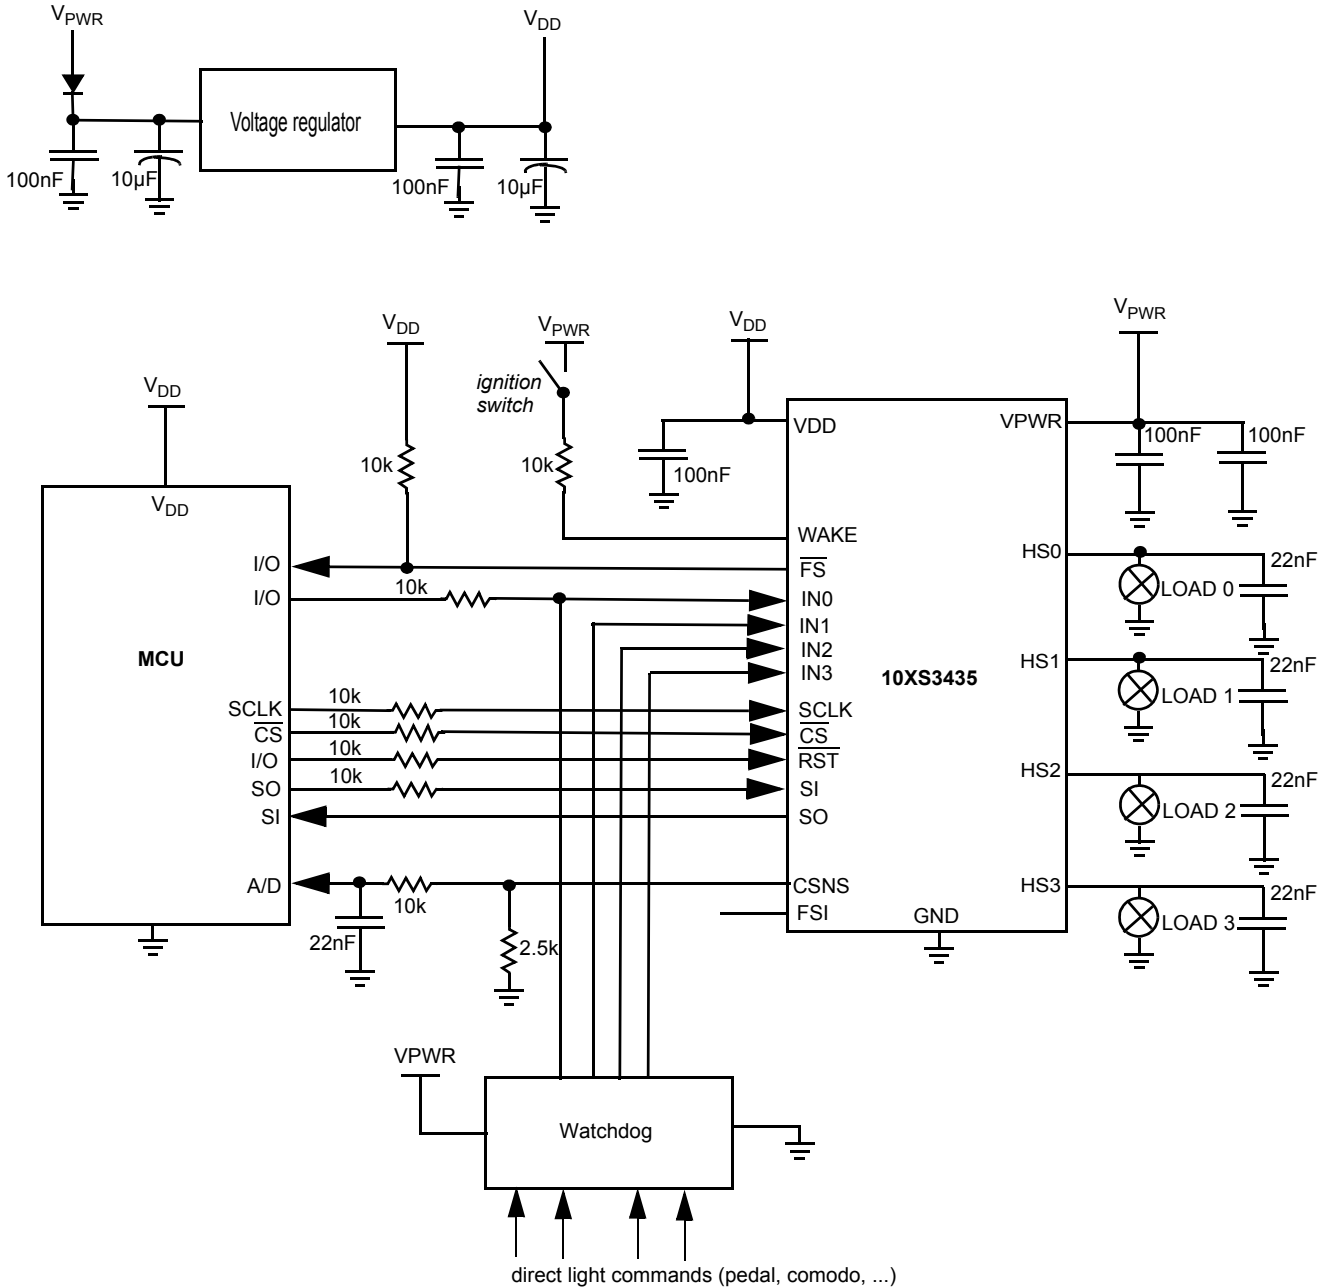 VPWR
VDD
Voltage regulator
100nF
10µF
100nF
10µF
VDD
VPWR
VDD
VPWR
VDD
ignition
switch
10k
10k
100nF
VDD
VPWR
100nF
100nF
VDD
WAKE
FS
IN0
IN1
IN2
IN3
SCLK
CS
RST
SI
SO
CSNS
FSI
GND
10XS3435
HS0
HS1
HS2
HS3
22nF
LOAD 0
22nF
LOAD 1
22nF
LOAD 2
22nF
LOAD 3
I/O
I/O
10k
MCU
SCLK
CS
I/O
SO
SI
A/D
10k
10k
10k
10k
10k
22nF
2.5k
VPWR
Watchdog
direct light commands (pedal, comodo, ...)